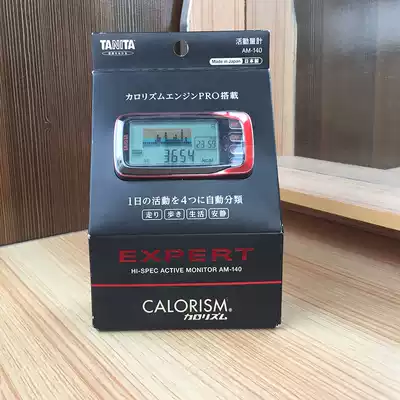 TANITA
活動量計
AM-140
Made in Japan 日本製
カロリズムエンジンPRO搭載
23:59
3654
1日の活動を4つに自動分類
走り 歩き 生活 安静
EXPERT
HI-SPEC ACTIVE MONITOR AM-140
CALORISM®
カロリズム